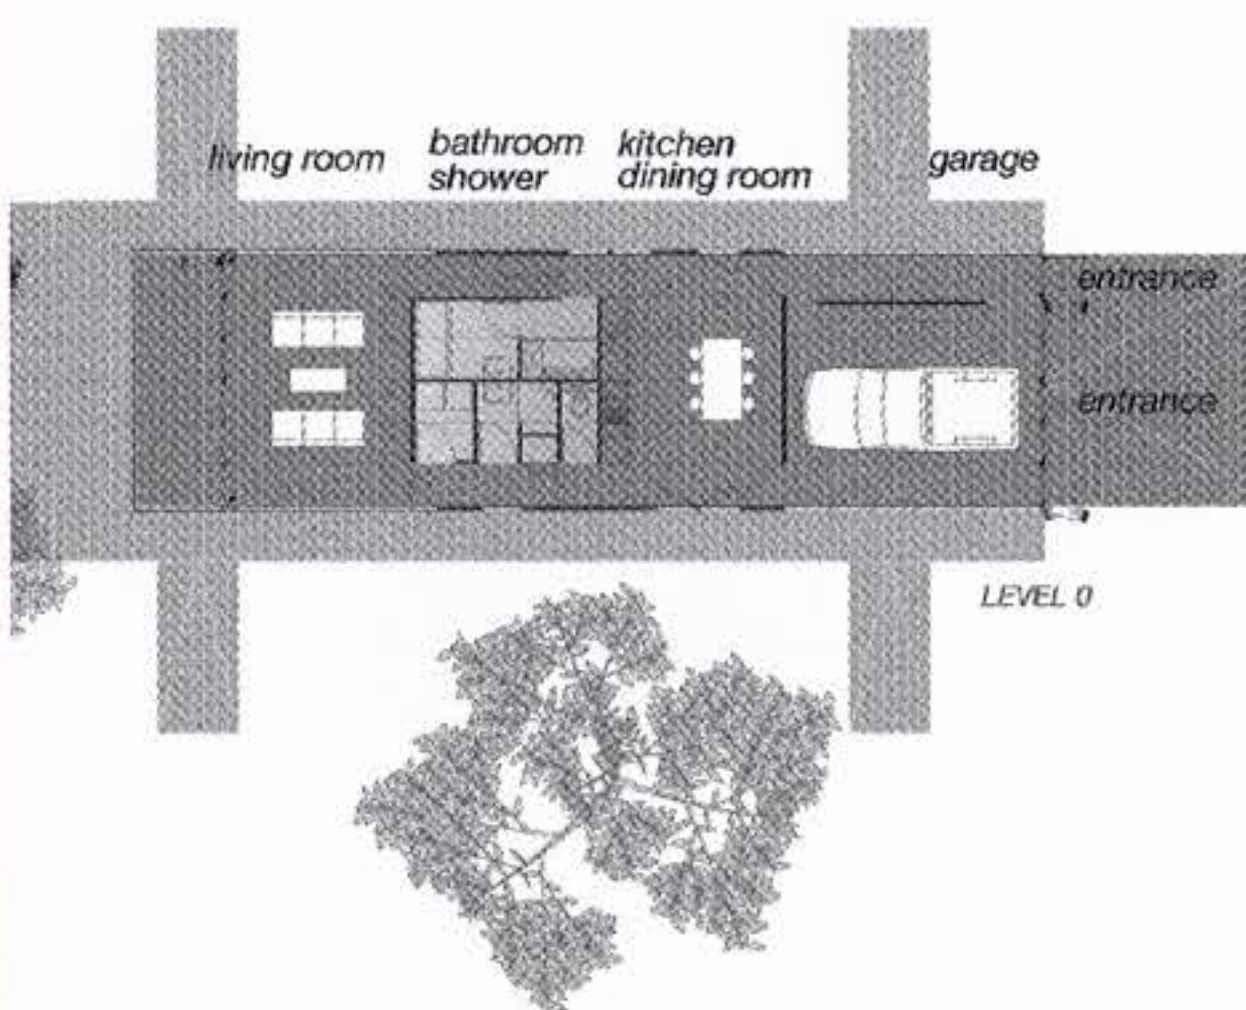 living room
bathroom
shower
kitchen
dining room
garage
entrance
entrance
LEVEL 0